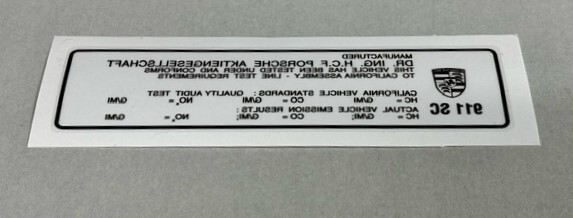 MANUFACTURED
DR. ING. H.C.F. PORSCHE AKTIENGESELLSCHAFT
THIS VEHICLE HAS BEEN TESTED UNDER AND CONFORMS
TO CALIFORNIA ASSEMBLY - LINE TEST REQUIREMENTS
CALIFORNIA VEHICLE STANDARDS: QUALITY AUDIT TEST
HC = G/MI CO = G/MI NOx = G/MI
ACTUAL VEHICLE EMISSION RESULTS:
HC = G/MI; CO = G/MI; NOx = G/MI
911 SC